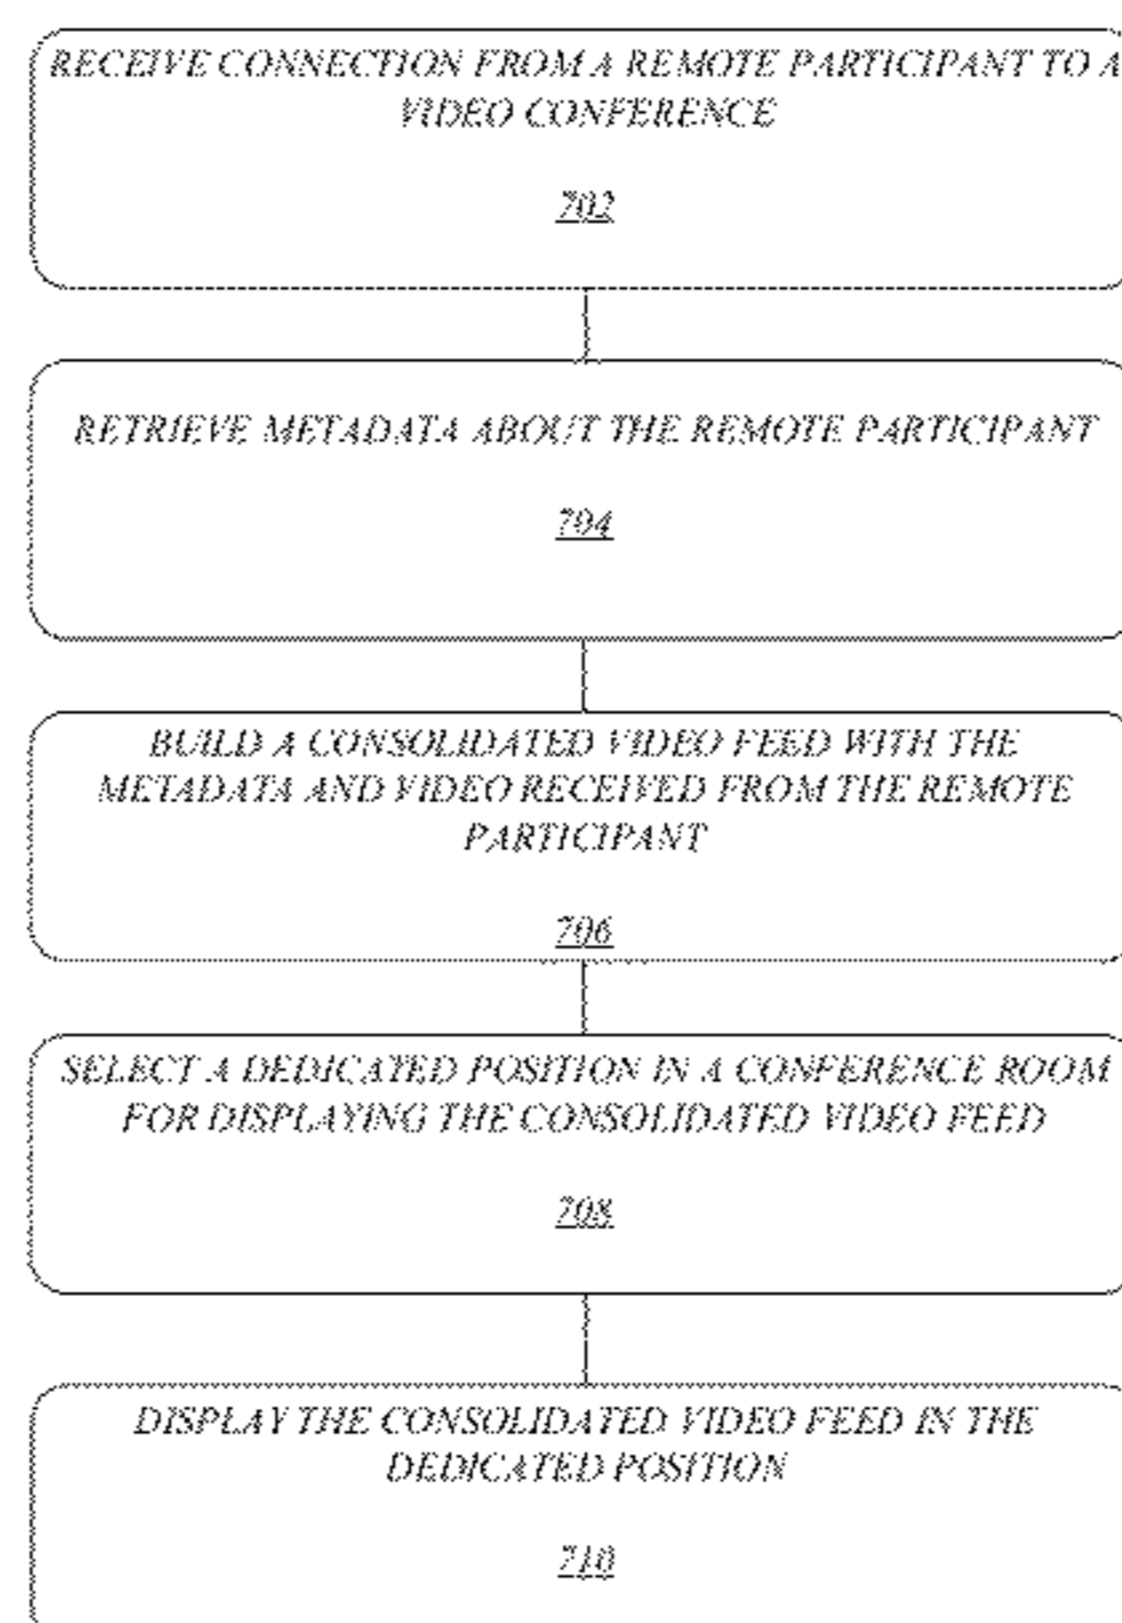 RECEIVE CONNECTION FROM A REMOTE PARTICIPANT TO A
VIDEO CONFERENCE
702
RETRIEVE METADATA ABOUT THE REMOTE PARTICIPANT
704
BUILD A CONSOLIDATED VIDEO FEED WITH THE
METADATA AND VIDEO RECEIVED FROM THE REMOTE
PARTICIPANT
706
SELECT A DEDICATED POSITION IN A CONFERENCE ROOM
FOR DISPLAYING THE CONSOLIDATED VIDEO FEED
708
DISPLAY THE CONSOLIDATED VIDEO FEED IN THE
DEDICATED POSITION
710